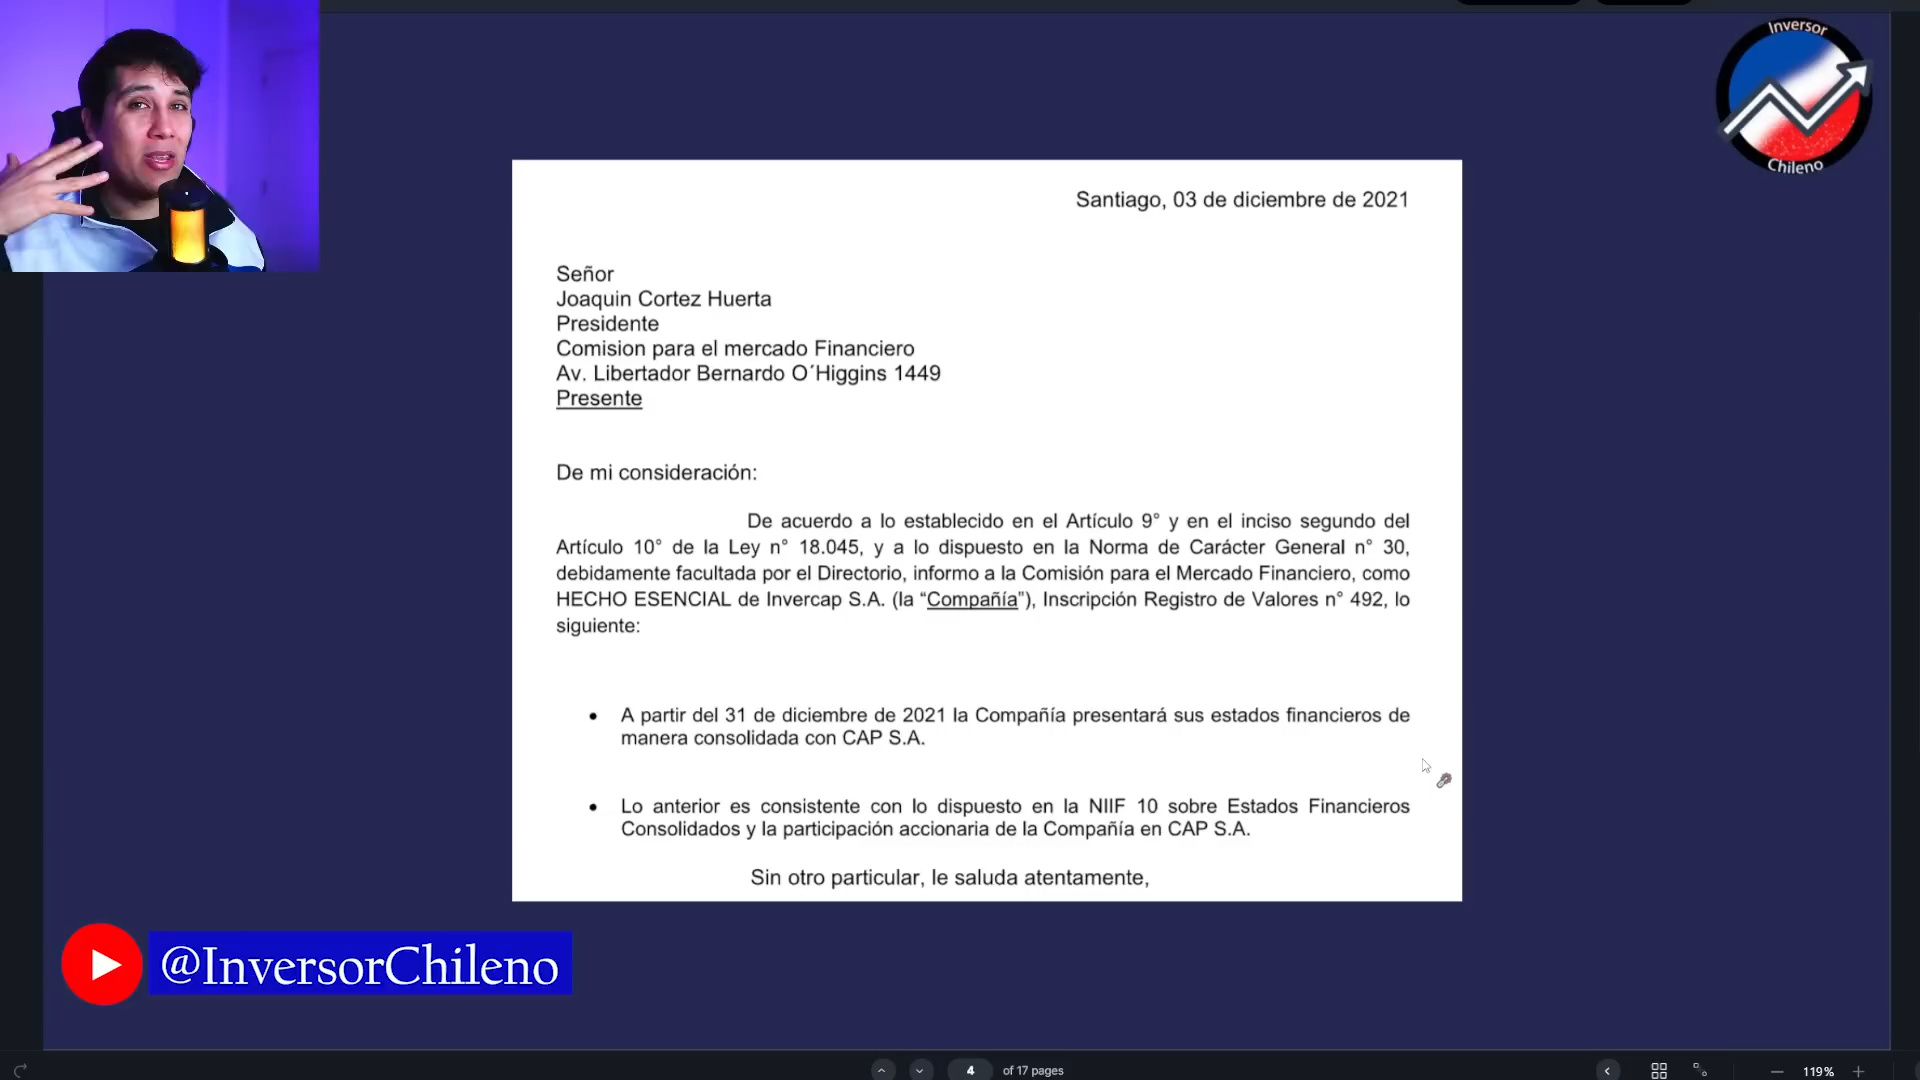 Inversor
Chileno
Santiago, 03 de diciembre de 2021
Señor
Joaquin Cortez Huerta
Presidente
Comision para el mercado Financiero
Av. Libertador Bernardo O´Higgins 1449
Presente
De mi consideración:
De acuerdo a lo establecido en el Artículo 9° y en el inciso segundo del
Artículo 10° de la Ley n° 18.045, y a lo dispuesto en la Norma de Carácter General n° 30,
debidamente facultada por el Directorio, informo a la Comisión para el Mercado Financiero, como
HECHO ESENCIAL de Invercap S.A. (la “Compañía”), Inscripción Registro de Valores n° 492, lo
siguiente:
• A partir del 31 de diciembre de 2021 la Compañía presentará sus estados financieros de
manera consolidada con CAP S.A.
• Lo anterior es consistente con lo dispuesto en la NIIF 10 sobre Estados Financieros
Consolidados y la participación accionaria de la Compañía en CAP S.A.
Sin otro particular, le saluda atentamente,
@InversorChileno
4 of 17 pages
119%